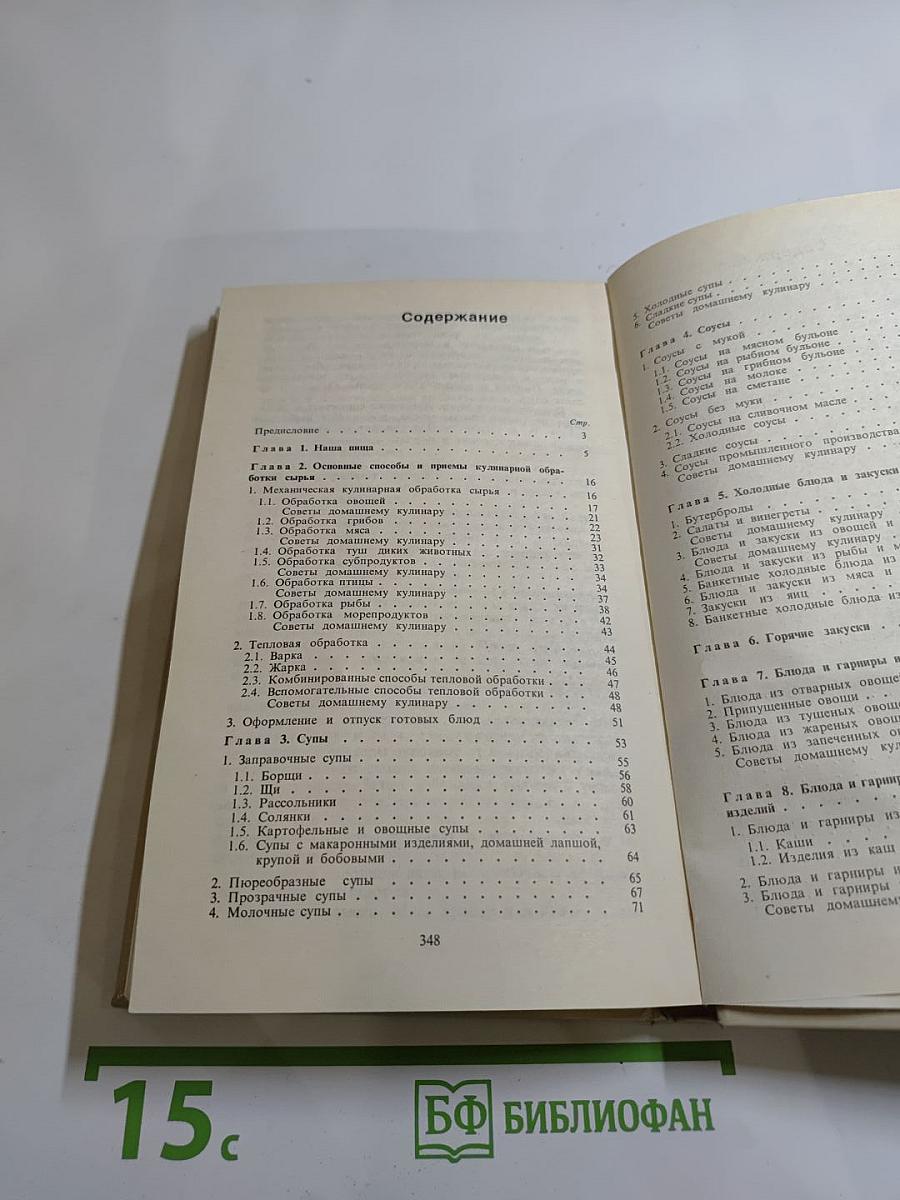 Содержание
Стр.
Предисловие . . . . . . . . . . . . . . . . . . 3
Глава 1. Наша пища . . . . . . . . . . . . . . 5
Глава 2. Основные способы и приемы кулинарной обра-
ботки сырья . . . . . . . . . . . . . . . . . . 16
1. Механическая кулинарная обработка сырья . . . . . . 16
1.1. Обработка овощей . . . . . . . . . . . . . 17
Советы домашнему кулинару . . . . . . . . . . 21
1.2. Обработка грибов . . . . . . . . . . . . . 22
1.3. Обработка мяса . . . . . . . . . . . . . . 23
Советы домашнему кулинару . . . . . . . . . . 31
1.4. Обработка туш диких животных . . . . . . . . 32
1.5. Обработка субпродуктов . . . . . . . . . . . 33
Советы домашнему кулинару . . . . . . . . . . 34
1.6. Обработка птицы . . . . . . . . . . . . . . 34
Советы домашнему кулинару . . . . . . . . . . 37
1.7. Обработка рыбы . . . . . . . . . . . . . . 38
1.8. Обработка морепродуктов . . . . . . . . . . 42
Советы домашнему кулинару . . . . . . . . . . 43
2. Тепловая обработка . . . . . . . . . . . . . . 44
2.1. Варка . . . . . . . . . . . . . . . . . . 45
2.2. Жарка . . . . . . . . . . . . . . . . . . 46
2.3. Комбинированные способы тепловой обработки . . . 47
2.4. Вспомогательные способы тепловой обработки . . . 48
Советы домашнему кулинару . . . . . . . . . . 48
3. Оформление и отпуск готовых блюд . . . . . . . 51
Глава 3. Супы . . . . . . . . . . . . . . . . 53
1. Заправочные супы . . . . . . . . . . . . . . 55
1.1. Борщи . . . . . . . . . . . . . . . . . . 56
1.2. Щи . . . . . . . . . . . . . . . . . . . 58
1.3. Рассольники . . . . . . . . . . . . . . . 60
1.4. Солянки . . . . . . . . . . . . . . . . . 61
1.5. Картофельные и овощные супы . . . . . . . . 63
1.6. Супы с макаронными изделиями, домашней лапшой,
крупой и бобовыми . . . . . . . . . . . . . 64
2. Пюреобразные супы . . . . . . . . . . . . . 65
3. Прозрачные супы . . . . . . . . . . . . . . 67
4. Молочные супы . . . . . . . . . . . . . . . 71
348
5. Холодные супы . . . . . . . .
6. Сладкие супы . . . . . . . .
Советы домашнему кулинару . . . .
Глава 4. Соусы . . . . . . . .
1. Соусы с мукой . . . . . . . .
1.1. Соусы на мясном бульоне . . .
1.2. Соусы на рыбном бульоне . . .
1.3. Соусы на грибном бульоне . . .
1.4. Соусы на молоке . . . . . .
1.5. Соусы на сметане . . . . . .
2. Соусы без муки . . . . . . .
2.1. Соусы на сливочном масле . . .
2.2. Холодные соусы . . . . . .
3. Сладкие соусы . . . . . . . .
4. Соусы промышленного производства
Советы домашнему кулинару . . . .
Глава 5. Холодные блюда и закуски
1. Бутерброды . . . . . . . .
2. Салаты и винегреты . . . . . .
Советы домашнему кулинару . . . .
3. Блюда и закуски из овощей и
Советы домашнему кулинару . . . .
4. Блюда и закуски из рыбы и м
5. Банкетные холодные блюда из
6. Блюда и закуски из мяса и
7. Закуски из яиц . . . . . . .
8. Банкетные холодные блюда из
Глава 6. Горячие закуски . . .
Глава 7. Блюда и гарниры и
1. Блюда из отварных овоще
2. Припущенные овощи . . .
3. Блюда из тушеных овоще
4. Блюда из жареных овощ
5. Блюда из запеченных ов
Советы домашнему кул
Глава 8. Блюда и гарнир
изделий . . . . . . .
1. Блюда и гарниры из
1.1. Каши . . . . .
1.2. Изделия из каш
2. Блюда и гарниры и
3. Блюда и гарниры
Советы домашнем
15 с
БФ БИБЛИОФАН